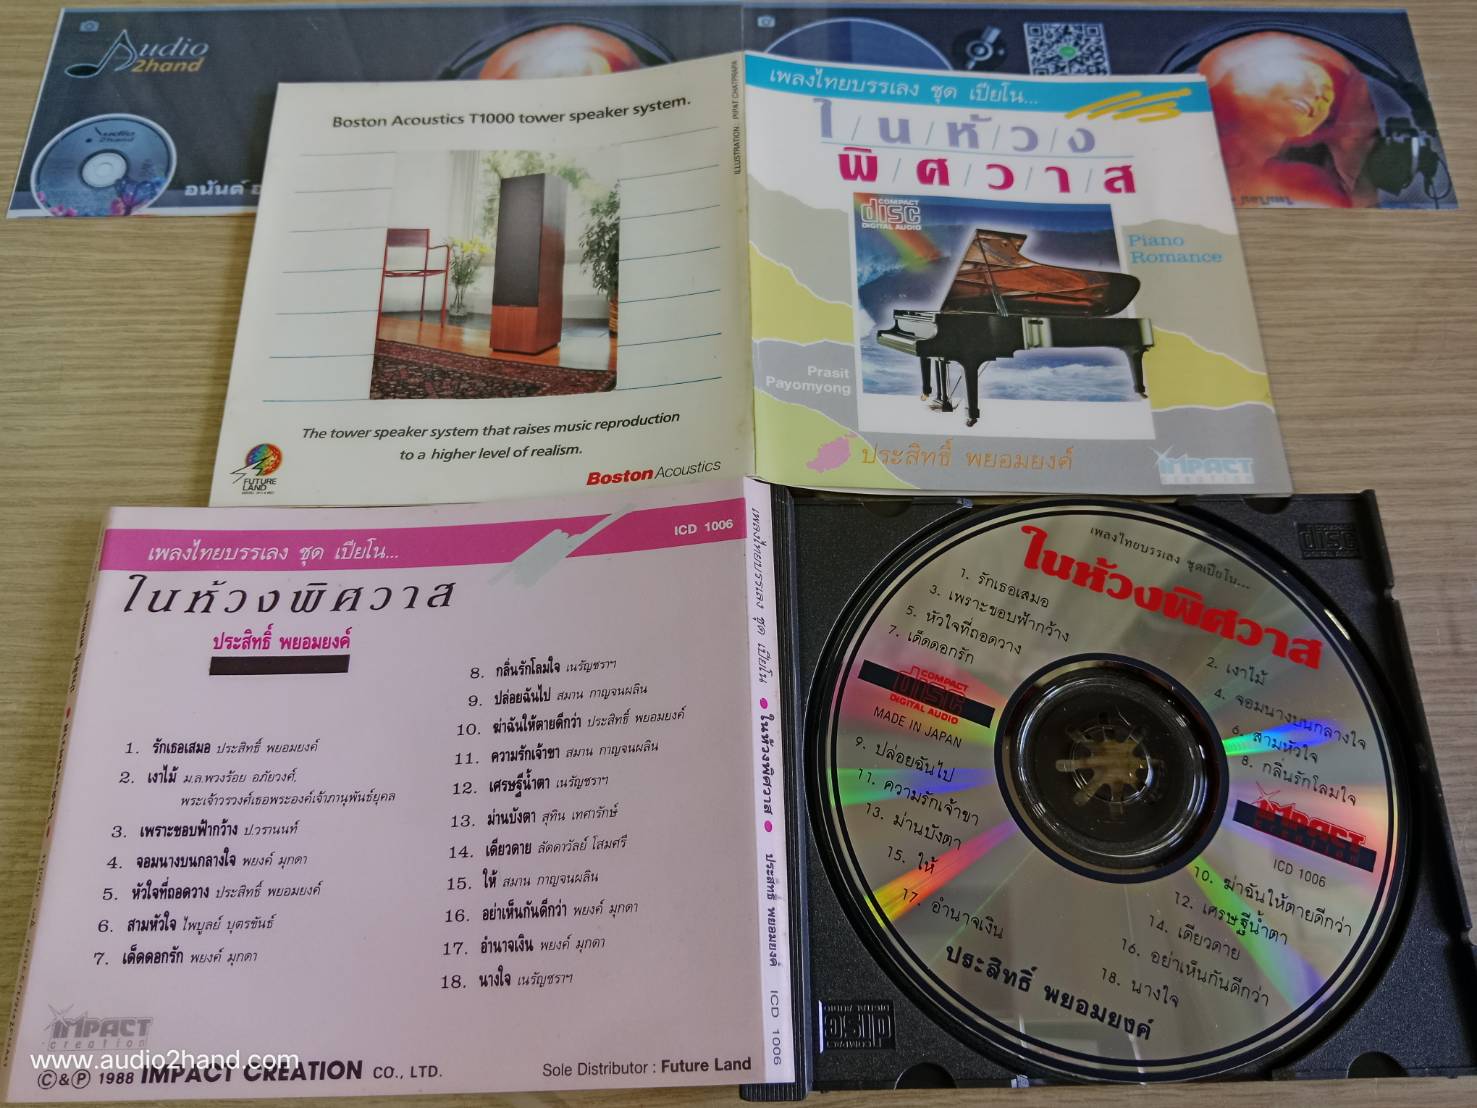 Audio
2hand
Audio
2hand
อนันต์
Boston Acoustics T1000 tower speaker system.
The tower speaker system that raises music reproduction
to a higher level of realism.
FUTURE
LAND
Boston Acoustics
ILLUSTRATION : PIPAT CHATPRAPA
เพลงไทยบรรเลง ชุด เปียโน...
ใ/น/ห้/ว/ง
พิ/ศ/ว/า/ส
COMPACT
disc
DIGITAL AUDIO
Piano
Romance
Prasit
Payomyong
ประสิทธิ์ พยอมยงค์
IMPACT
creation
เพลงไทยบรรเลง ชุด เปียโน...
ICD 1006
ในห้วงพิศวาส
ประสิทธิ์ พยอมยงค์
1. รักเธอเสมอ ประสิทธิ์ พยอมยงค์
2. เงาไม้ ม.ล.พวงร้อย อภัยวงศ์,
พระเจ้าวรวงศ์เธอพระองค์เจ้าภานุพันธ์ยุคล
3. เพราะขอบฟ้ากว้าง ป.วรานนท์
4. จอมนางบนกลางใจ พยงค์ มุกดา
5. หัวใจที่ถอดวาง ประสิทธิ์ พยอมยงค์
6. สามหัวใจ ไพบูลย์ บุตรขันธ์
7. เด็ดดอกรัก พยงค์ มุกดา
8. กลิ่นรักโลมใจ เนรัญชราฯ
9. ปล่อยฉันไป สมาน กาญจนผลิน
10. ฆ่าฉันให้ตายดีกว่า ประสิทธิ์ พยอมยงค์
11. ความรักเจ้าขา สมาน กาญจนผลิน
12. เศรษฐีน้ำตา เนรัญชราฯ
13. ม่านบังตา สุทิน เทศารักษ์
14. เดียวดาย ลัดดาวัลย์ โสมศรี
15. ให้ สมาน กาญจนผลิน
16. อย่าเห็นกันดีกว่า พยงค์ มุกดา
17. อำนาจเงิน พยงค์ มุกดา
18. นางใจ เนรัญชราฯ
IMPACT
creation
www.audio2hand.com
Ⓒ&Ⓟ 1988 IMPACT CREATION CO., LTD.
Sole Distributor : Future Land
เพลงไทยบรรเลง ชุด เปียโน ● ในห้วงพิศวาส ● ประสิทธิ์ พยอมยงค์ ICD 1006
เพลงไทยบรรเลง ชุดเปียโน...
ในห้วงพิศวาส
1. รักเธอเสมอ
3. เพราะขอบฟ้ากว้าง
5. หัวใจที่ถอดวาง
7. เด็ดดอกรัก
2. เงาไม้
4. จอมนางบนกลางใจ
6. สามหัวใจ
8. กลิ่นรักโลมใจ
COMPACT
disc
DIGITAL AUDIO
MADE IN JAPAN
IMPACT
creation
ICD 1006
9. ปล่อยฉันไป
11. ความรักเจ้าขา
13. ม่านบังตา
15. ให้
17. อำนาจเงิน
10. ฆ่าฉันให้ตายดีกว่า
12. เศรษฐีน้ำตา
14. เดียวดาย
16. อย่าเห็นกันดีกว่า
18. นางใจ
ประสิทธิ์ พยอมยงค์
COMPACT
disc
DIGITAL AUDIO